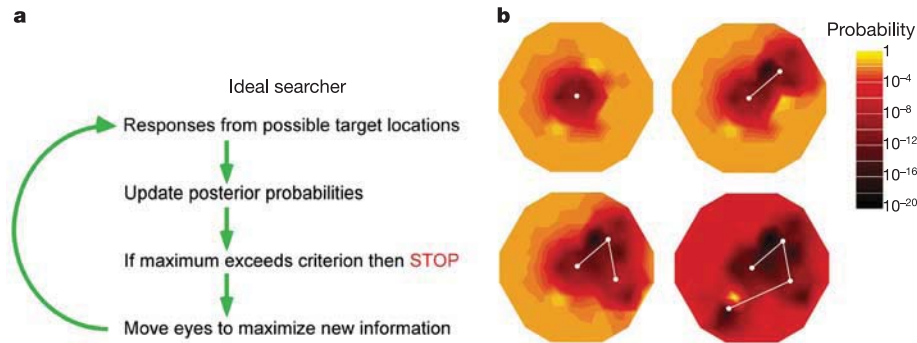 a
Ideal searcher
Responses from possible target locations
Update posterior probabilities
If maximum exceeds criterion then STOP
Move eyes to maximize new information
b
Probability
1
10⁻⁴
10⁻⁸
10⁻¹²
10⁻¹⁶
10⁻²⁰